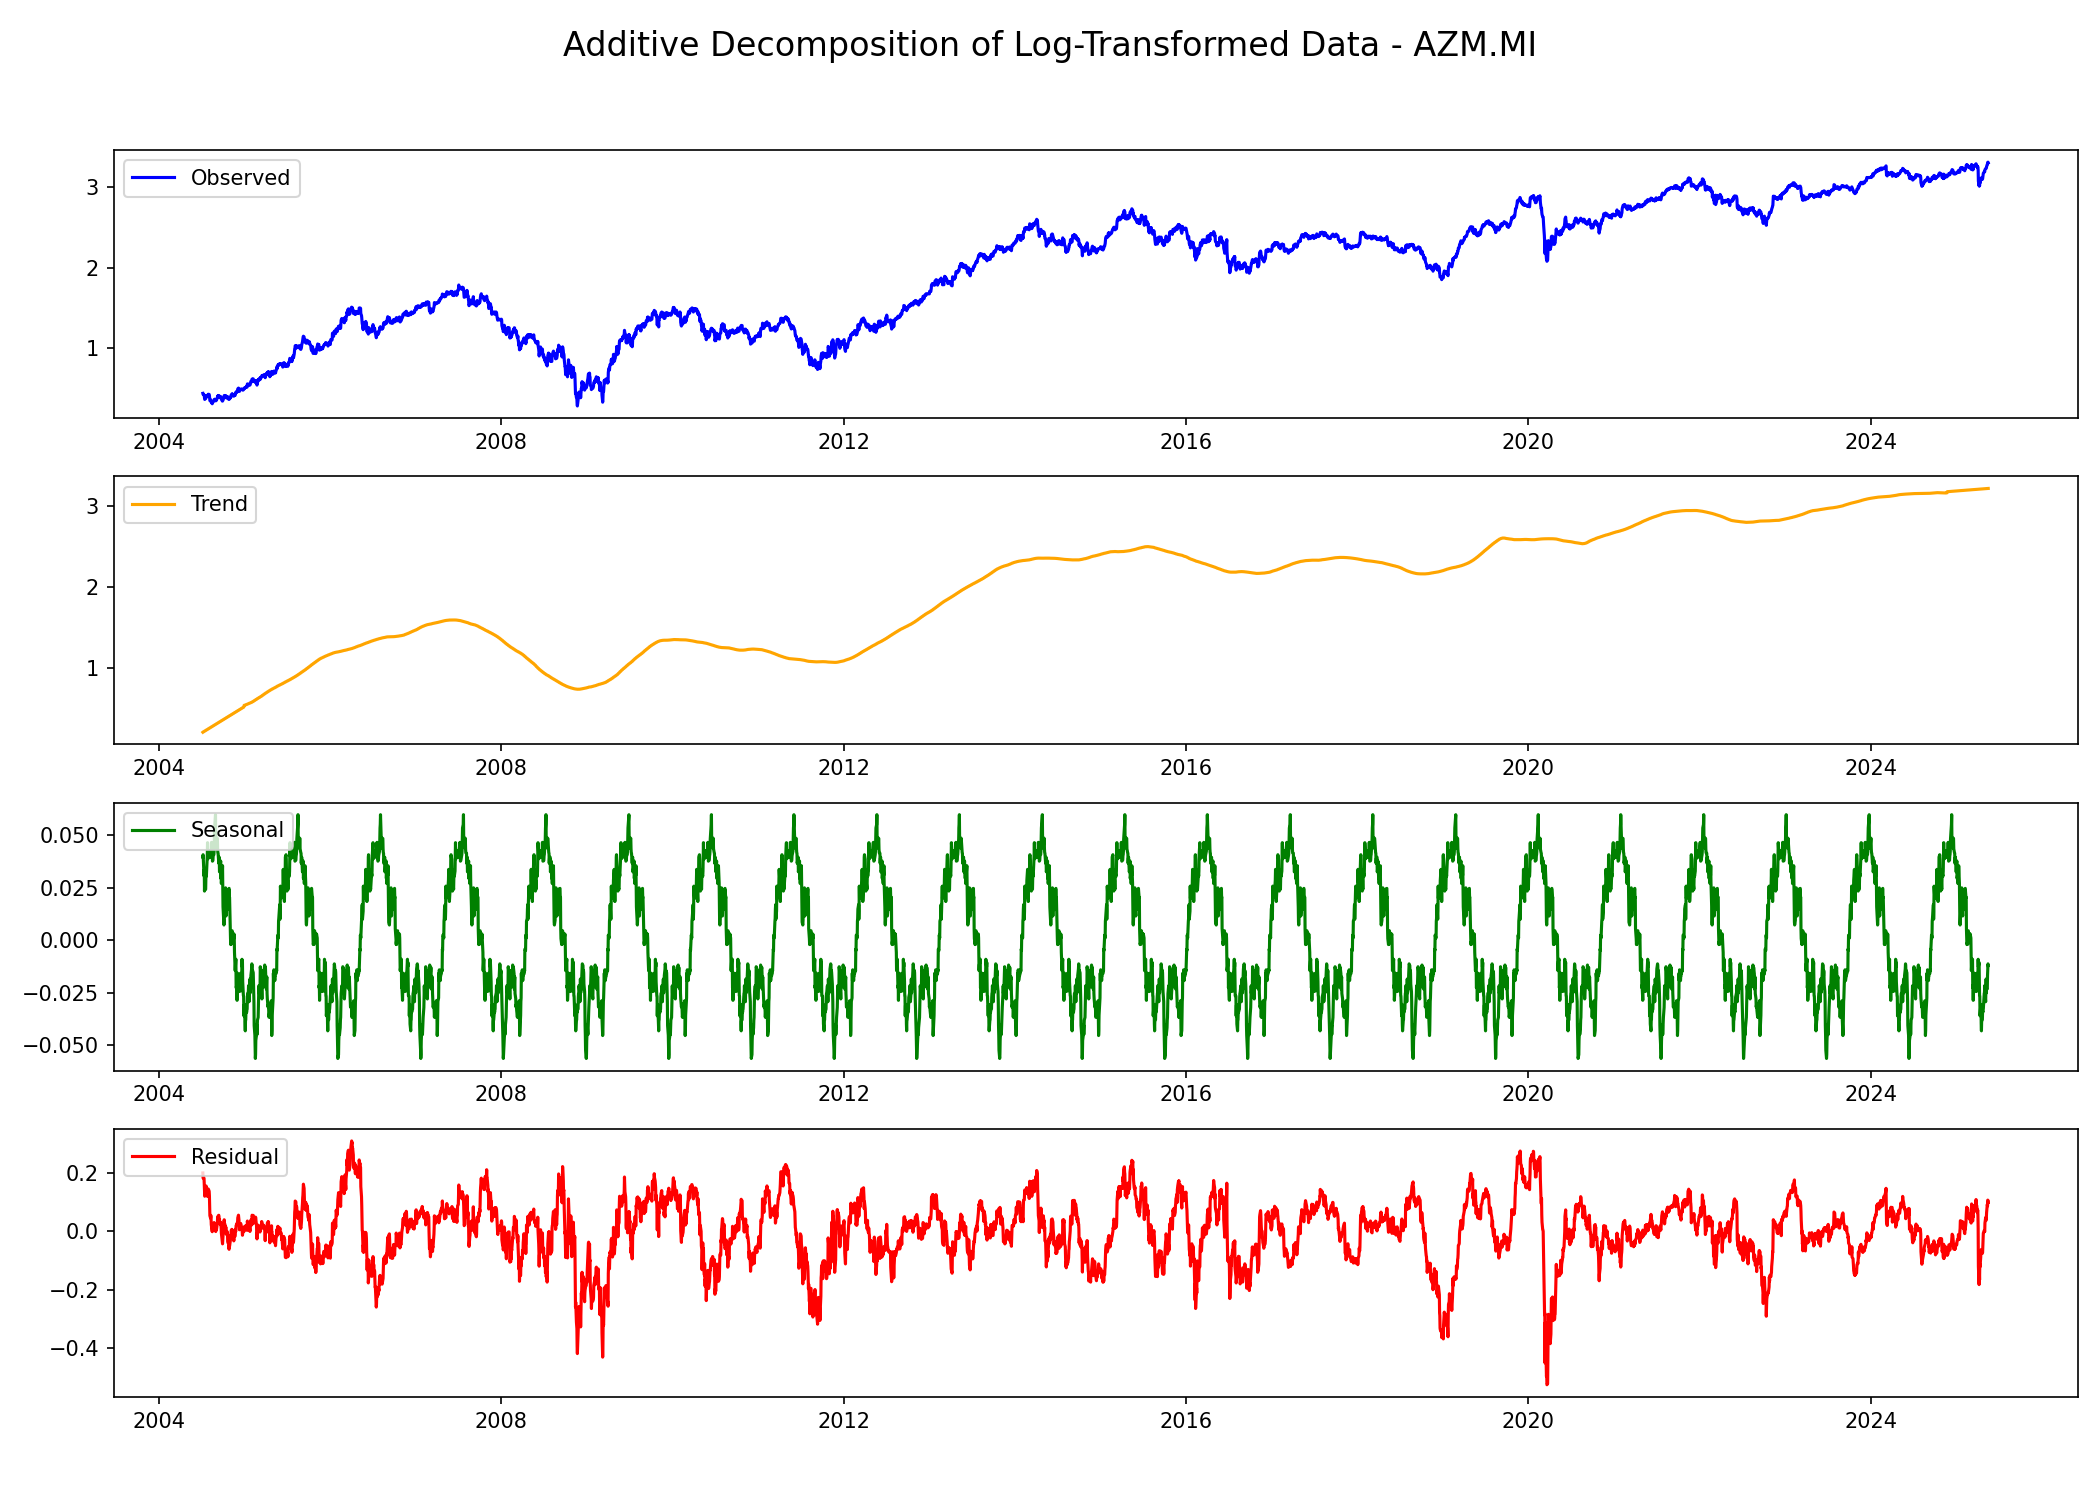 Additive Decomposition of Log-Transformed Data - AZM.MI
Observed
3
2
1
2004 2008 2012 2016 2020 2024
Trend
3
2
1
2004 2008 2012 2016 2020 2024
Seasonal
0.050
0.025
0.000
−0.025
−0.050
2004 2008 2012 2016 2020 2024
Residual
0.2
0.0
−0.2
−0.4
2004 2008 2012 2016 2020 2024